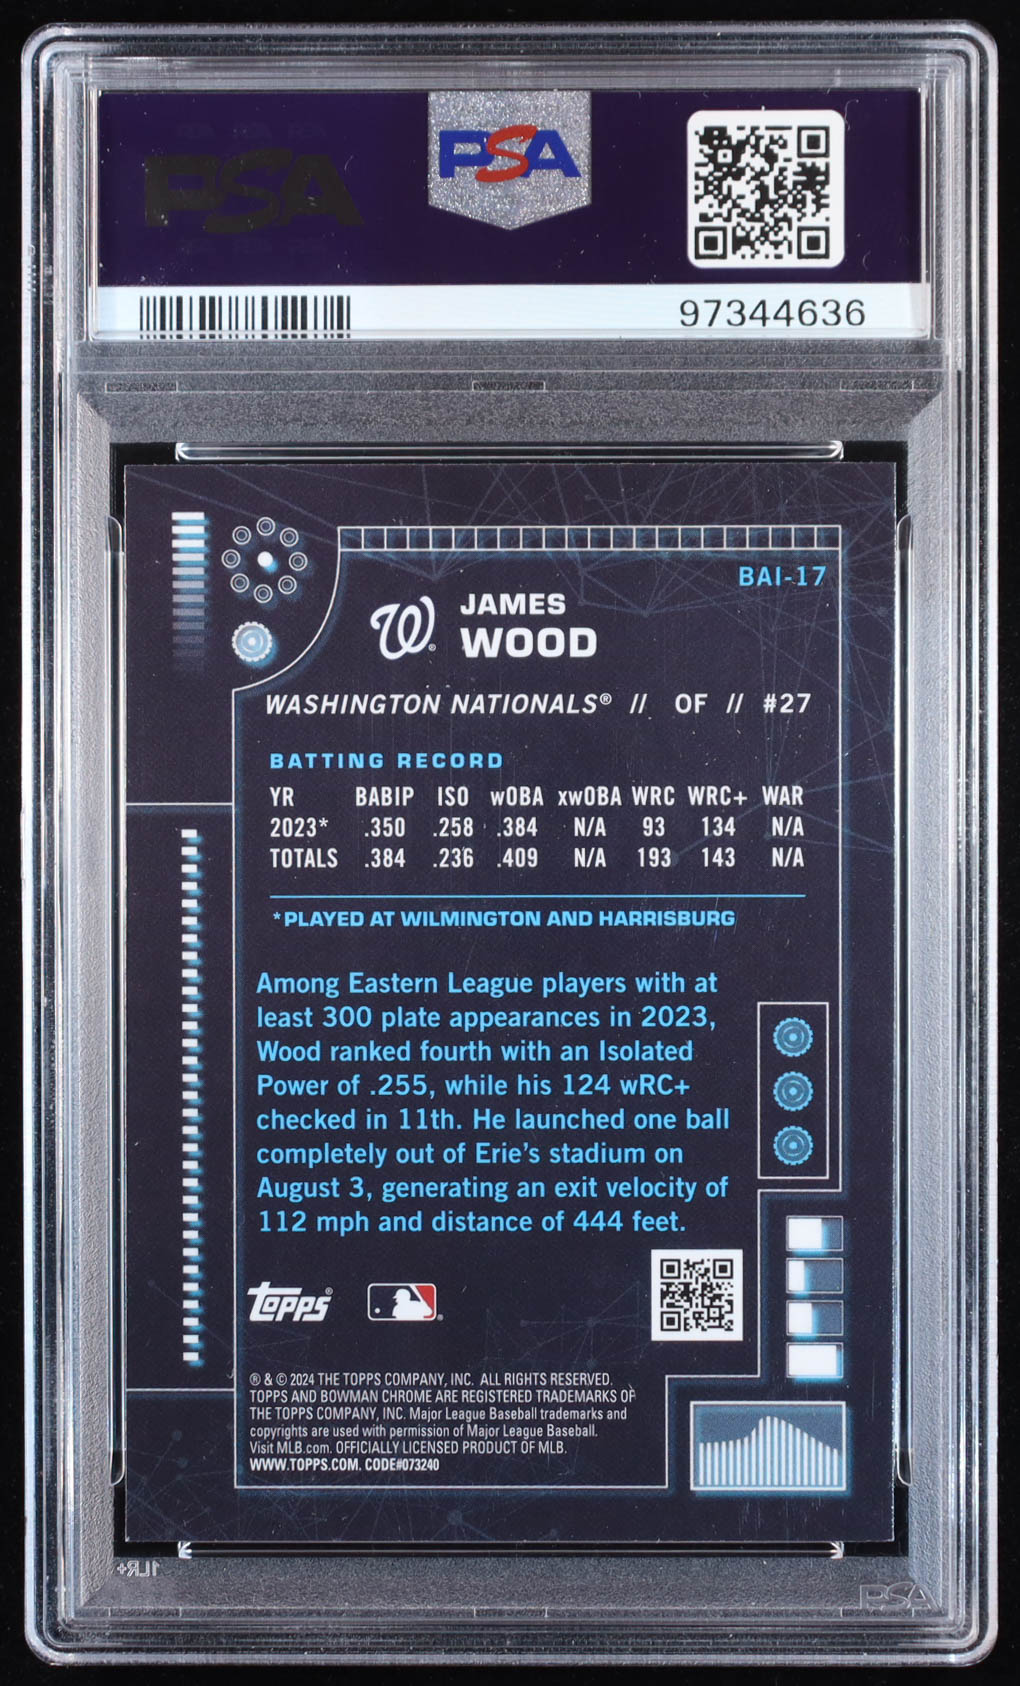 PSA
PSA
97344636
BAI-17
JAMES
W® WOOD
WASHINGTON NATIONALS® // OF // #27
BATTING RECORD
YR BABIP ISO wOBA xwOBA WRC WRC+ WAR
2023* .350 .258 .384 N/A 93 134 N/A
TOTALS .384 .236 .409 N/A 193 143 N/A
*PLAYED AT WILMINGTON AND HARRISBURG
Among Eastern League players with at
least 300 plate appearances in 2023,
Wood ranked fourth with an Isolated
Power of .255, while his 124 wRC+
checked in 11th. He launched one ball
completely out of Erie's stadium on
August 3, generating an exit velocity of
112 mph and distance of 444 feet.
topps®
® & © 2024 THE TOPPS COMPANY, INC. ALL RIGHTS RESERVED.
TOPPS AND BOWMAN CHROME ARE REGISTERED TRADEMARKS OF
THE TOPPS COMPANY, INC. Major League Baseball trademarks and
copyrights are used with permission of Major League Baseball.
Visit MLB.com. OFFICIALLY LICENSED PRODUCT OF MLB.
WWW.TOPPS.COM. CODE#073240
1LR+
PSA